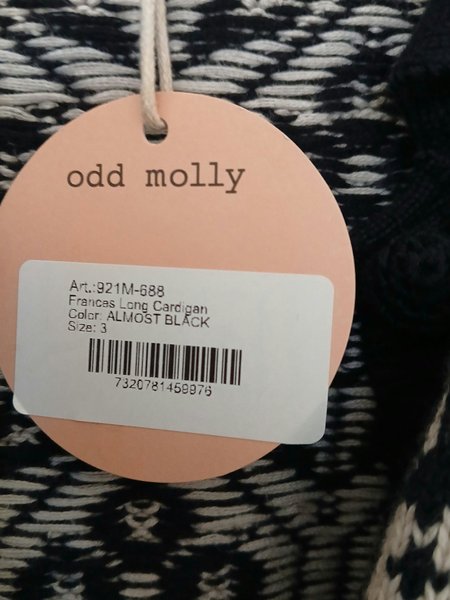 odd molly
Art.:921M-688
Frances Long Cardigan
Color: ALMOST BLACK
Size: 3
7320781459976